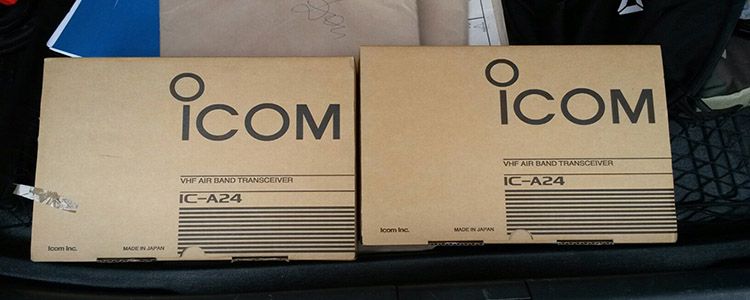 ICOM
VHF AIR BAND TRANSCEIVER
IC-A24
Icom Inc.
MADE IN JAPAN
ICOM
VHF AIR BAND TRANSCEIVER
IC-A24
Icom Inc.
MADE IN JAPAN